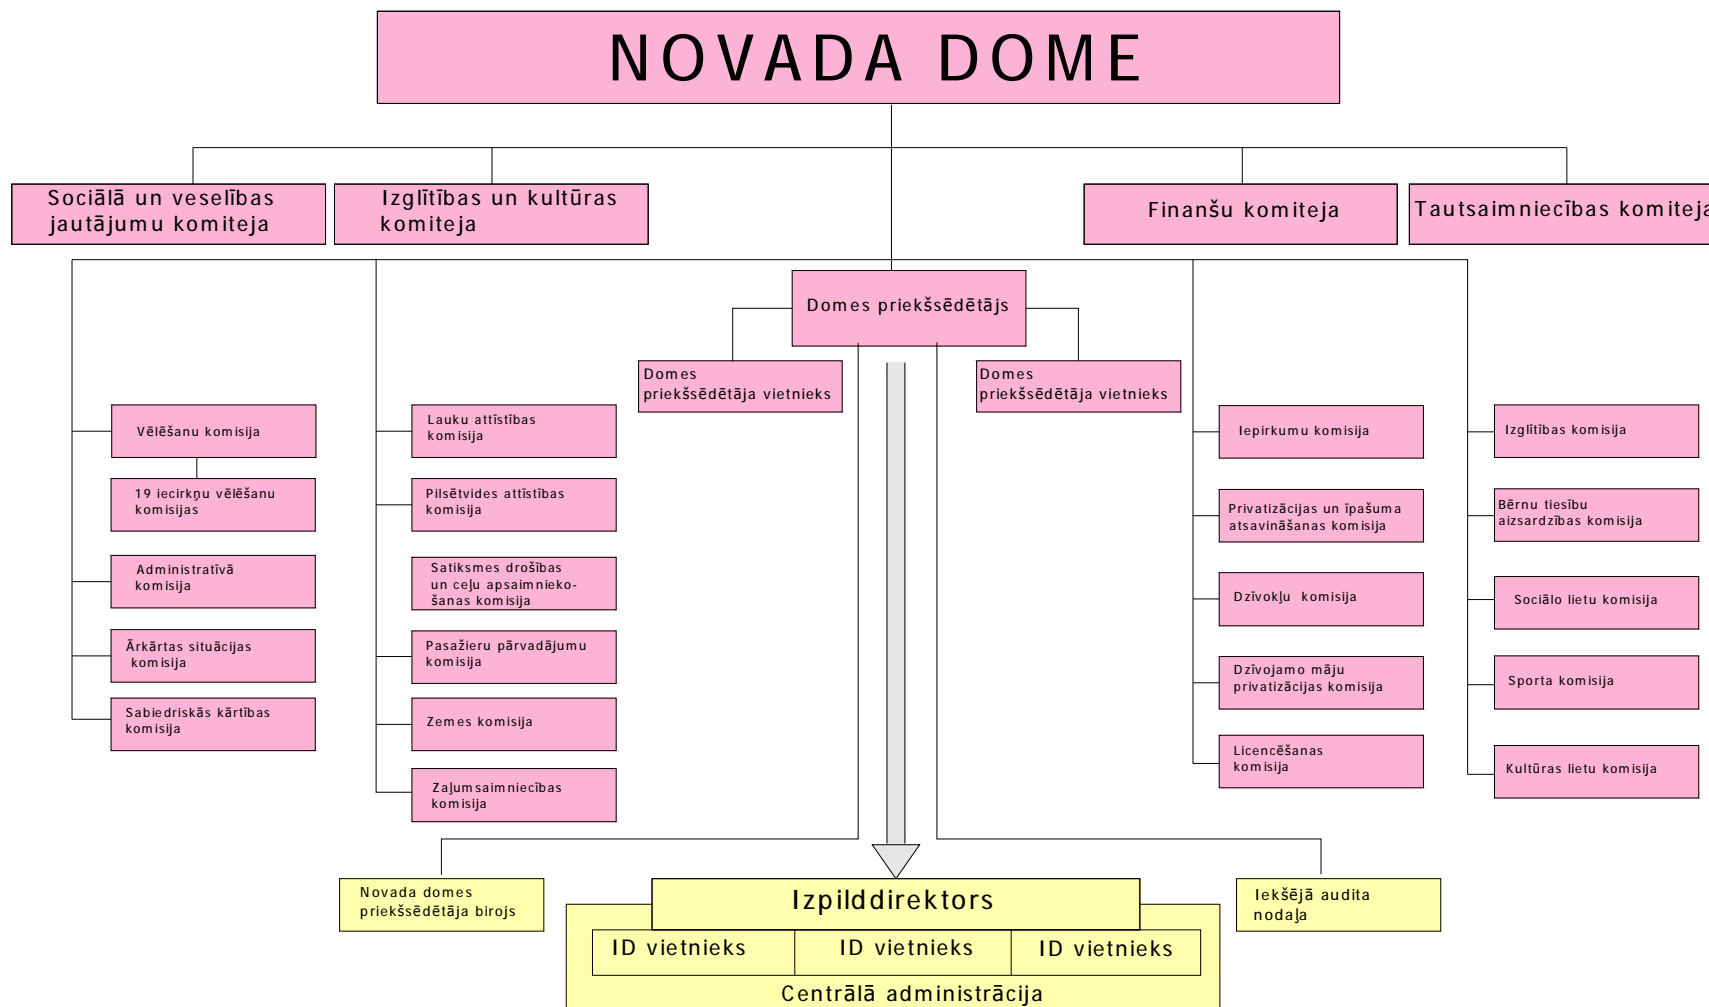 NOVADA DOME
Sociālā un veselības
jautājumu komiteja
Izglītības un kultūras
komiteja
Finanšu komiteja
Tautsaimniecības komiteja
Domes priekšsēdētājs
Domes
priekšsēdētāja vietnieks
Domes
priekšsēdētāja vietnieks
Vēlēšanu komisija
19 iecirkņu vēlēšanu
komisijas
Administratīvā
komisija
Ārkārtas situācijas
komisija
Sabiedriskās kārtības
komisija
Lauku attīstības
komisija
Pilsētvides attīstības
komisija
Satiksmes drošības
un ceļu apsaimnieko-
šanas komisija
Pasažieru pārvadājumu
komisija
Zemes komisija
Zaļumsaimniecības
komisija
Iepirkumu komisija
Privatizācijas un īpašuma
atsavināšanas komisija
Dzīvokļu komisija
Dzīvojamo māju
privatizācijas komisija
Licencēšanas
komisija
Izglītības komisija
Bērnu tiesību
aizsardzības komisija
Sociālo lietu komisija
Sporta komisija
Kultūras lietu komisija
Novada domes
priekšsēdētāja birojs
Izpilddirektors
ID vietnieks
ID vietnieks
ID vietnieks
Centrālā administrācija
Iekšējā audita
nodaļa